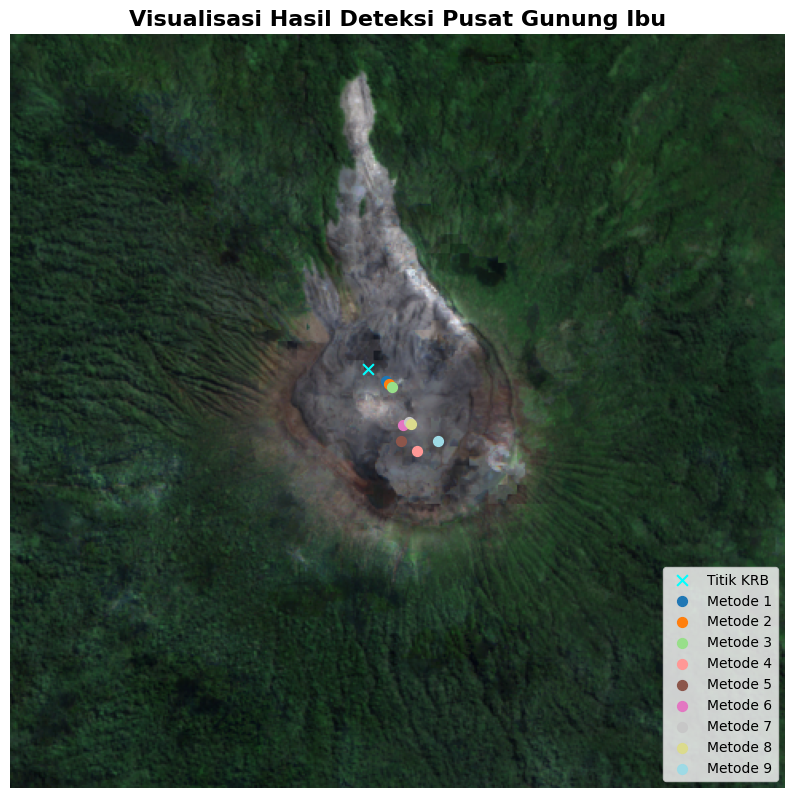 Visualisasi Hasil Deteksi Pusat Gunung Ibu
Titik KRB
Metode 1
Metode 2
Metode 3
Metode 4
Metode 5
Metode 6
Metode 7
Metode 8
Metode 9